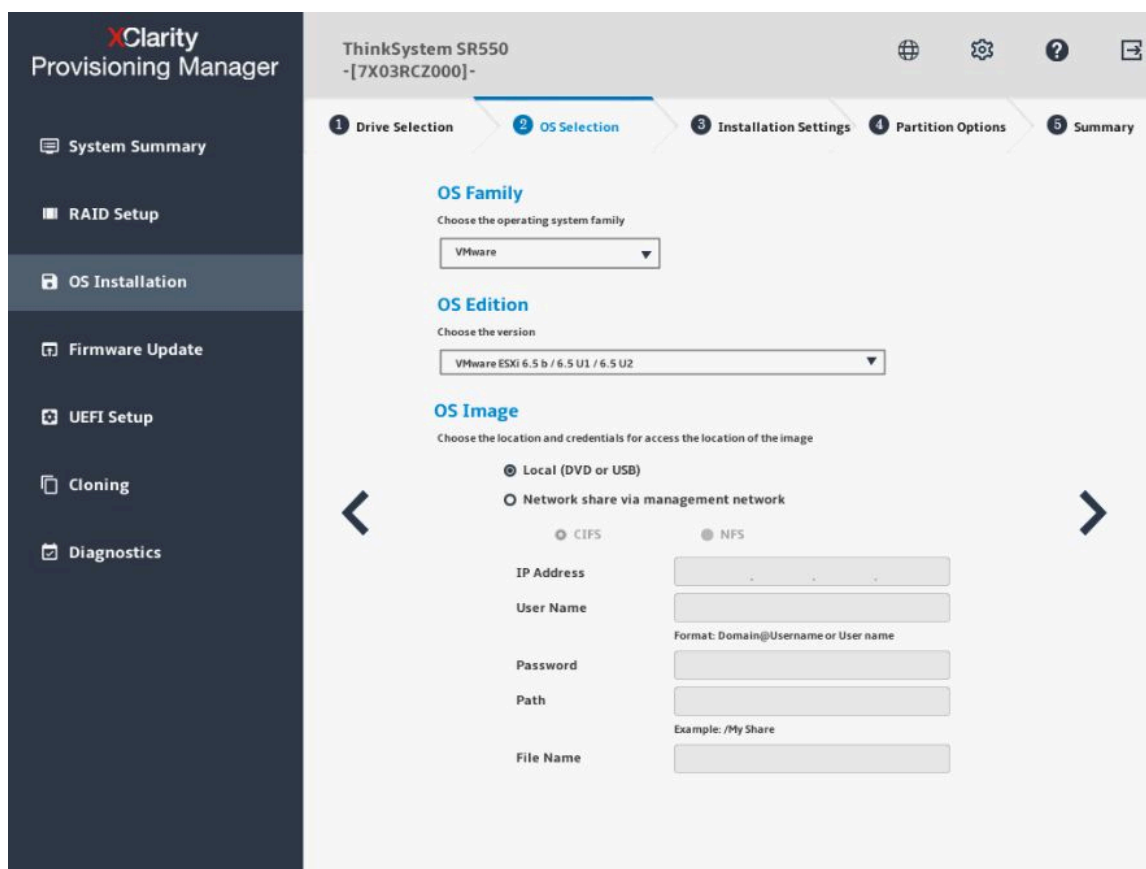 XClarity
Provisioning Manager
System Summary
RAID Setup
OS Installation
Firmware Update
UEFI Setup
Cloning
Diagnostics
ThinkSystem SR550
-[7X03RCZ000]-
1 Drive Selection
2 OS Selection
3 Installation Settings
4 Partition Options
5 Summary
OS Family
Choose the operating system family
VMware
OS Edition
Choose the version
VMware ESXi 6.5 b / 6.5 U1 / 6.5 U2
OS Image
Choose the location and credentials for access the location of the image
Local (DVD or USB)
Network share via management network
CIFS
NFS
IP Address
. . .
User Name
Format: Domain@Username or User name
Password
Path
Example: /My Share
File Name